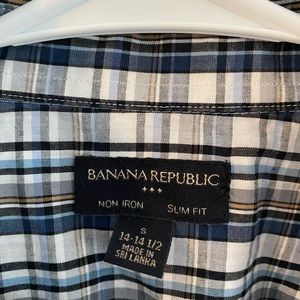 BANANA REPUBLIC
NON IRON SLIM FIT
S
14-14 1/2
MADE IN
SRI LANKA